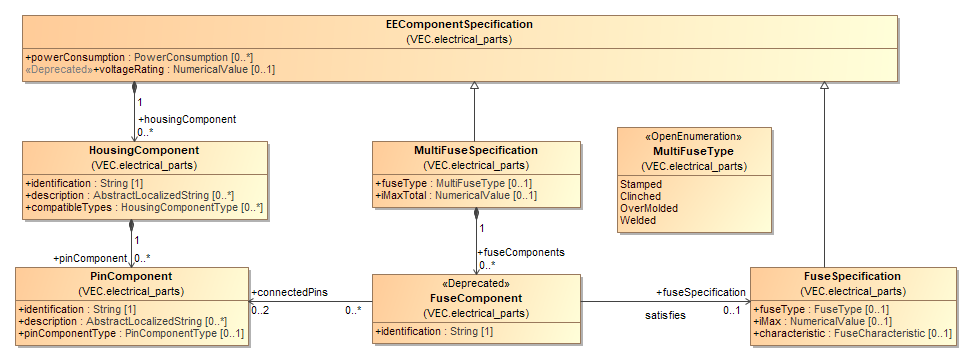 EEComponentSpecification
(VEC.electrical_parts)
+powerConsumption : PowerConsumption [0..*]
«Deprecated»+voltageRating : NumericalValue [0..1]
1
+housingComponent
0..*
HousingComponent
(VEC.electrical_parts)
+identification : String [1]
+description : AbstractLocalizedString [0..*]
+compatibleTypes : HousingComponentType [0..*]
MultiFuseSpecification
(VEC.electrical_parts)
+fuseType : MultiFuseType [0..1]
+iMaxTotal : NumericalValue [0..1]
«OpenEnumeration»
MultiFuseType
(VEC.electrical_parts)
Stamped
Clinched
OverMolded
Welded
1
+pinComponent
0..*
1
+fuseComponents
0..*
PinComponent
(VEC.electrical_parts)
+identification : String [1]
+description : AbstractLocalizedString [0..*]
+pinComponentType : PinComponentType [0..1]
+connectedPins
0..2
0..*
«Deprecated»
FuseComponent
(VEC.electrical_parts)
+identification : String [1]
+fuseSpecification
satisfies
0..1
FuseSpecification
(VEC.electrical_parts)
+fuseType : FuseType [0..1]
+iMax : NumericalValue [0..1]
+characteristic : FuseCharacteristic [0..1]